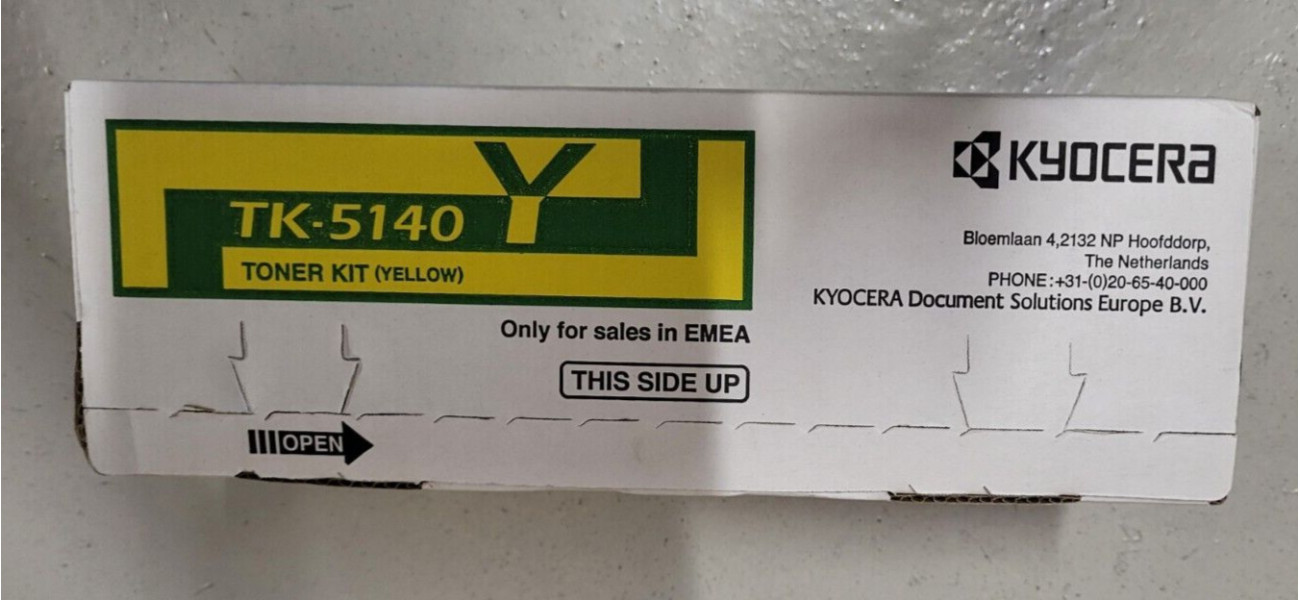 Y
TK-5140
TONER KIT (YELLOW)
KYOCERA
Bloemlaan 4,2132 NP Hoofddorp,
The Netherlands
PHONE:+31-(0)20-65-40-000
KYOCERA Document Solutions Europe B.V.
Only for sales in EMEA
THIS SIDE UP
OPEN